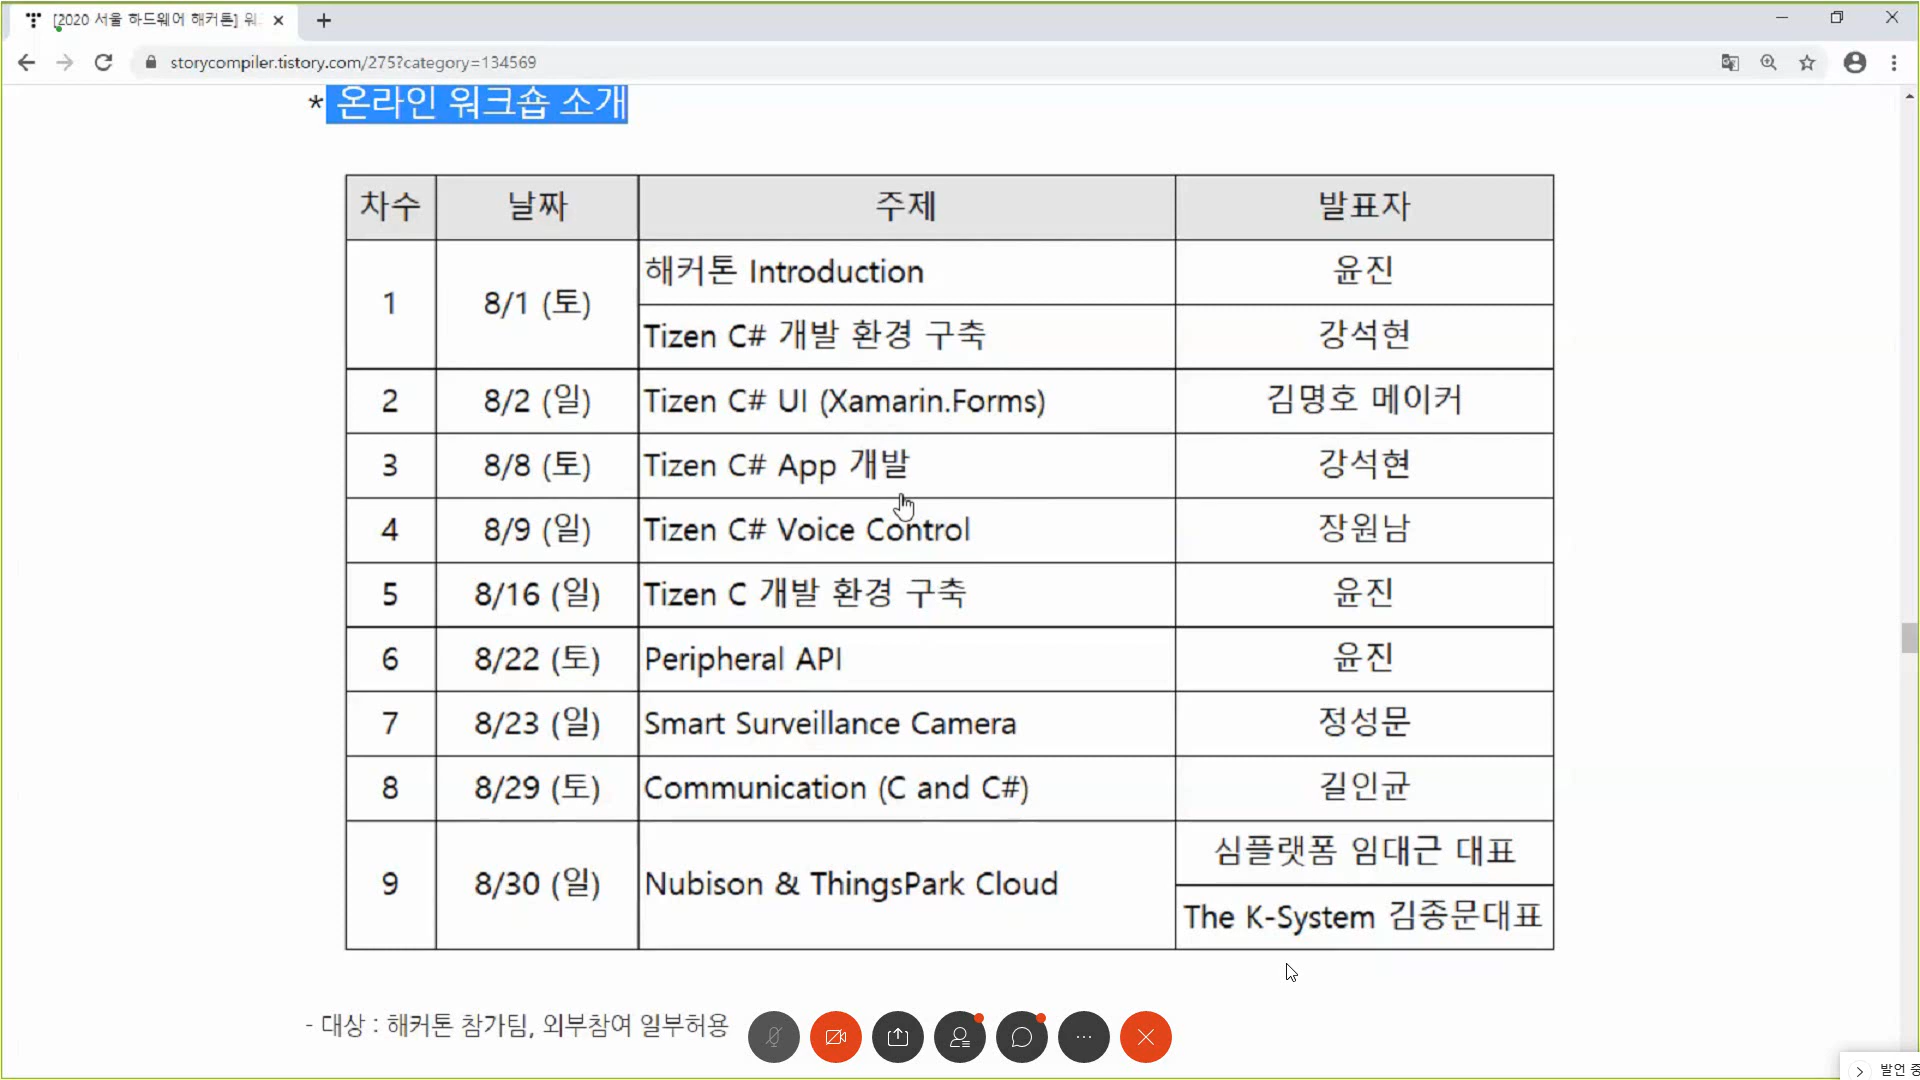 [2020 서울 하드웨어 해커톤] 워
storycompiler.tistory.com/275?category=134569
* 온라인 워크숍 소개
차수 날짜 주제 발표자
1 8/1 (토) 해커톤 Introduction 윤진
Tizen C# 개발 환경 구축 강석현
2 8/2 (일) Tizen C# UI (Xamarin.Forms) 김명호 메이커
3 8/8 (토) Tizen C# App 개발 강석현
4 8/9 (일) Tizen C# Voice Control 장원남
5 8/16 (일) Tizen C 개발 환경 구축 윤진
6 8/22 (토) Peripheral API 윤진
7 8/23 (일) Smart Surveillance Camera 정성문
8 8/29 (토) Communication (C and C#) 길인균
9 8/30 (일) Nubison & ThingsPark Cloud 심플랫폼 임대근 대표
The K-System 김종문대표
- 대상 : 해커톤 참가팀, 외부참여 일부허용
발언 중